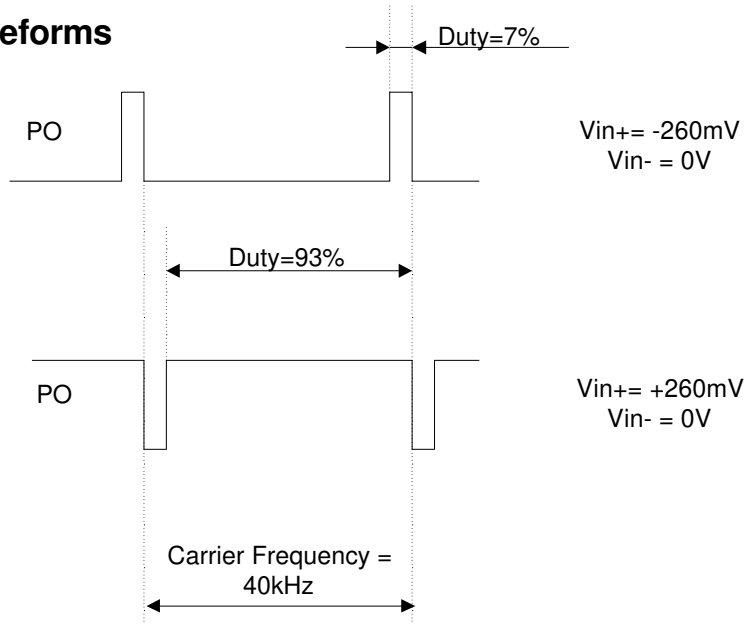 eforms
Duty=7%
PO
Vin+= -260mV
Vin- = 0V
Duty=93%
PO
Vin+= +260mV
Vin- = 0V
Carrier Frequency =
40kHz